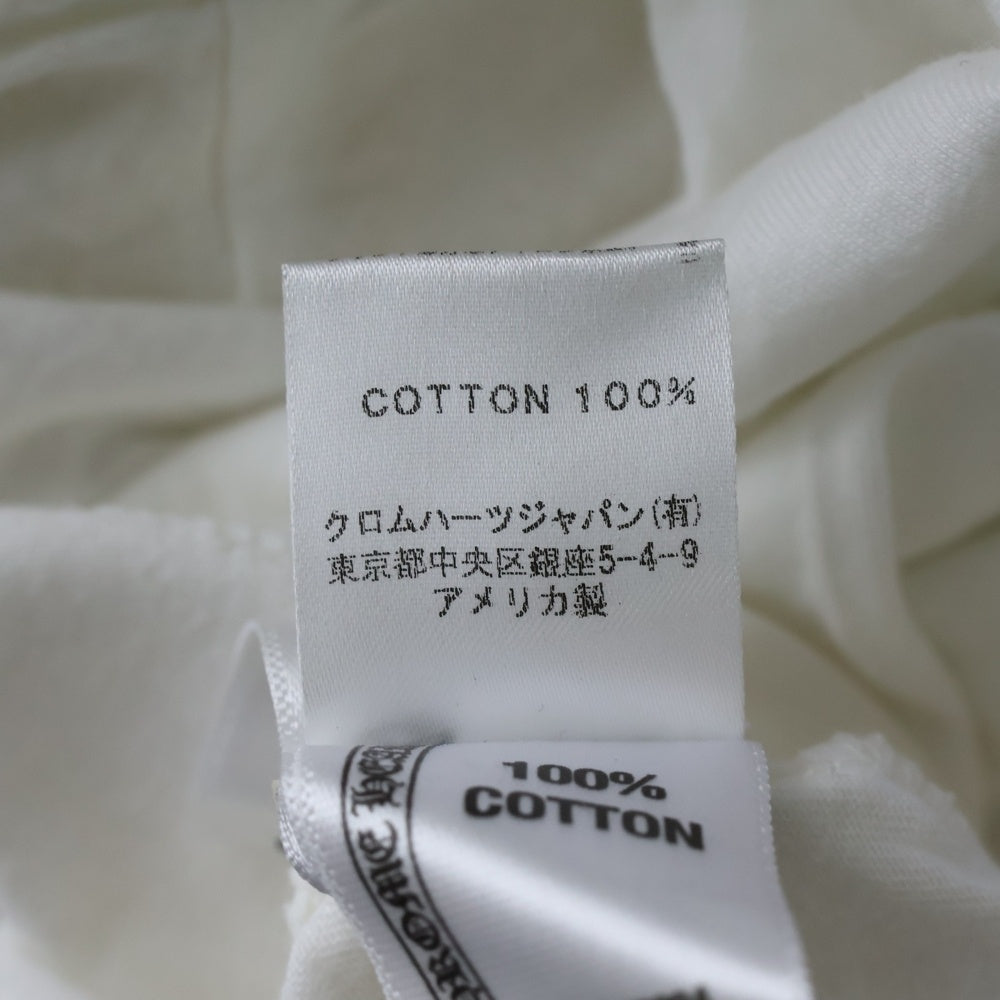 COTTON 100%
クロムハーツジャパン(有)
東京都中央区銀座5-4-9
アメリカ製
100%
COTTON